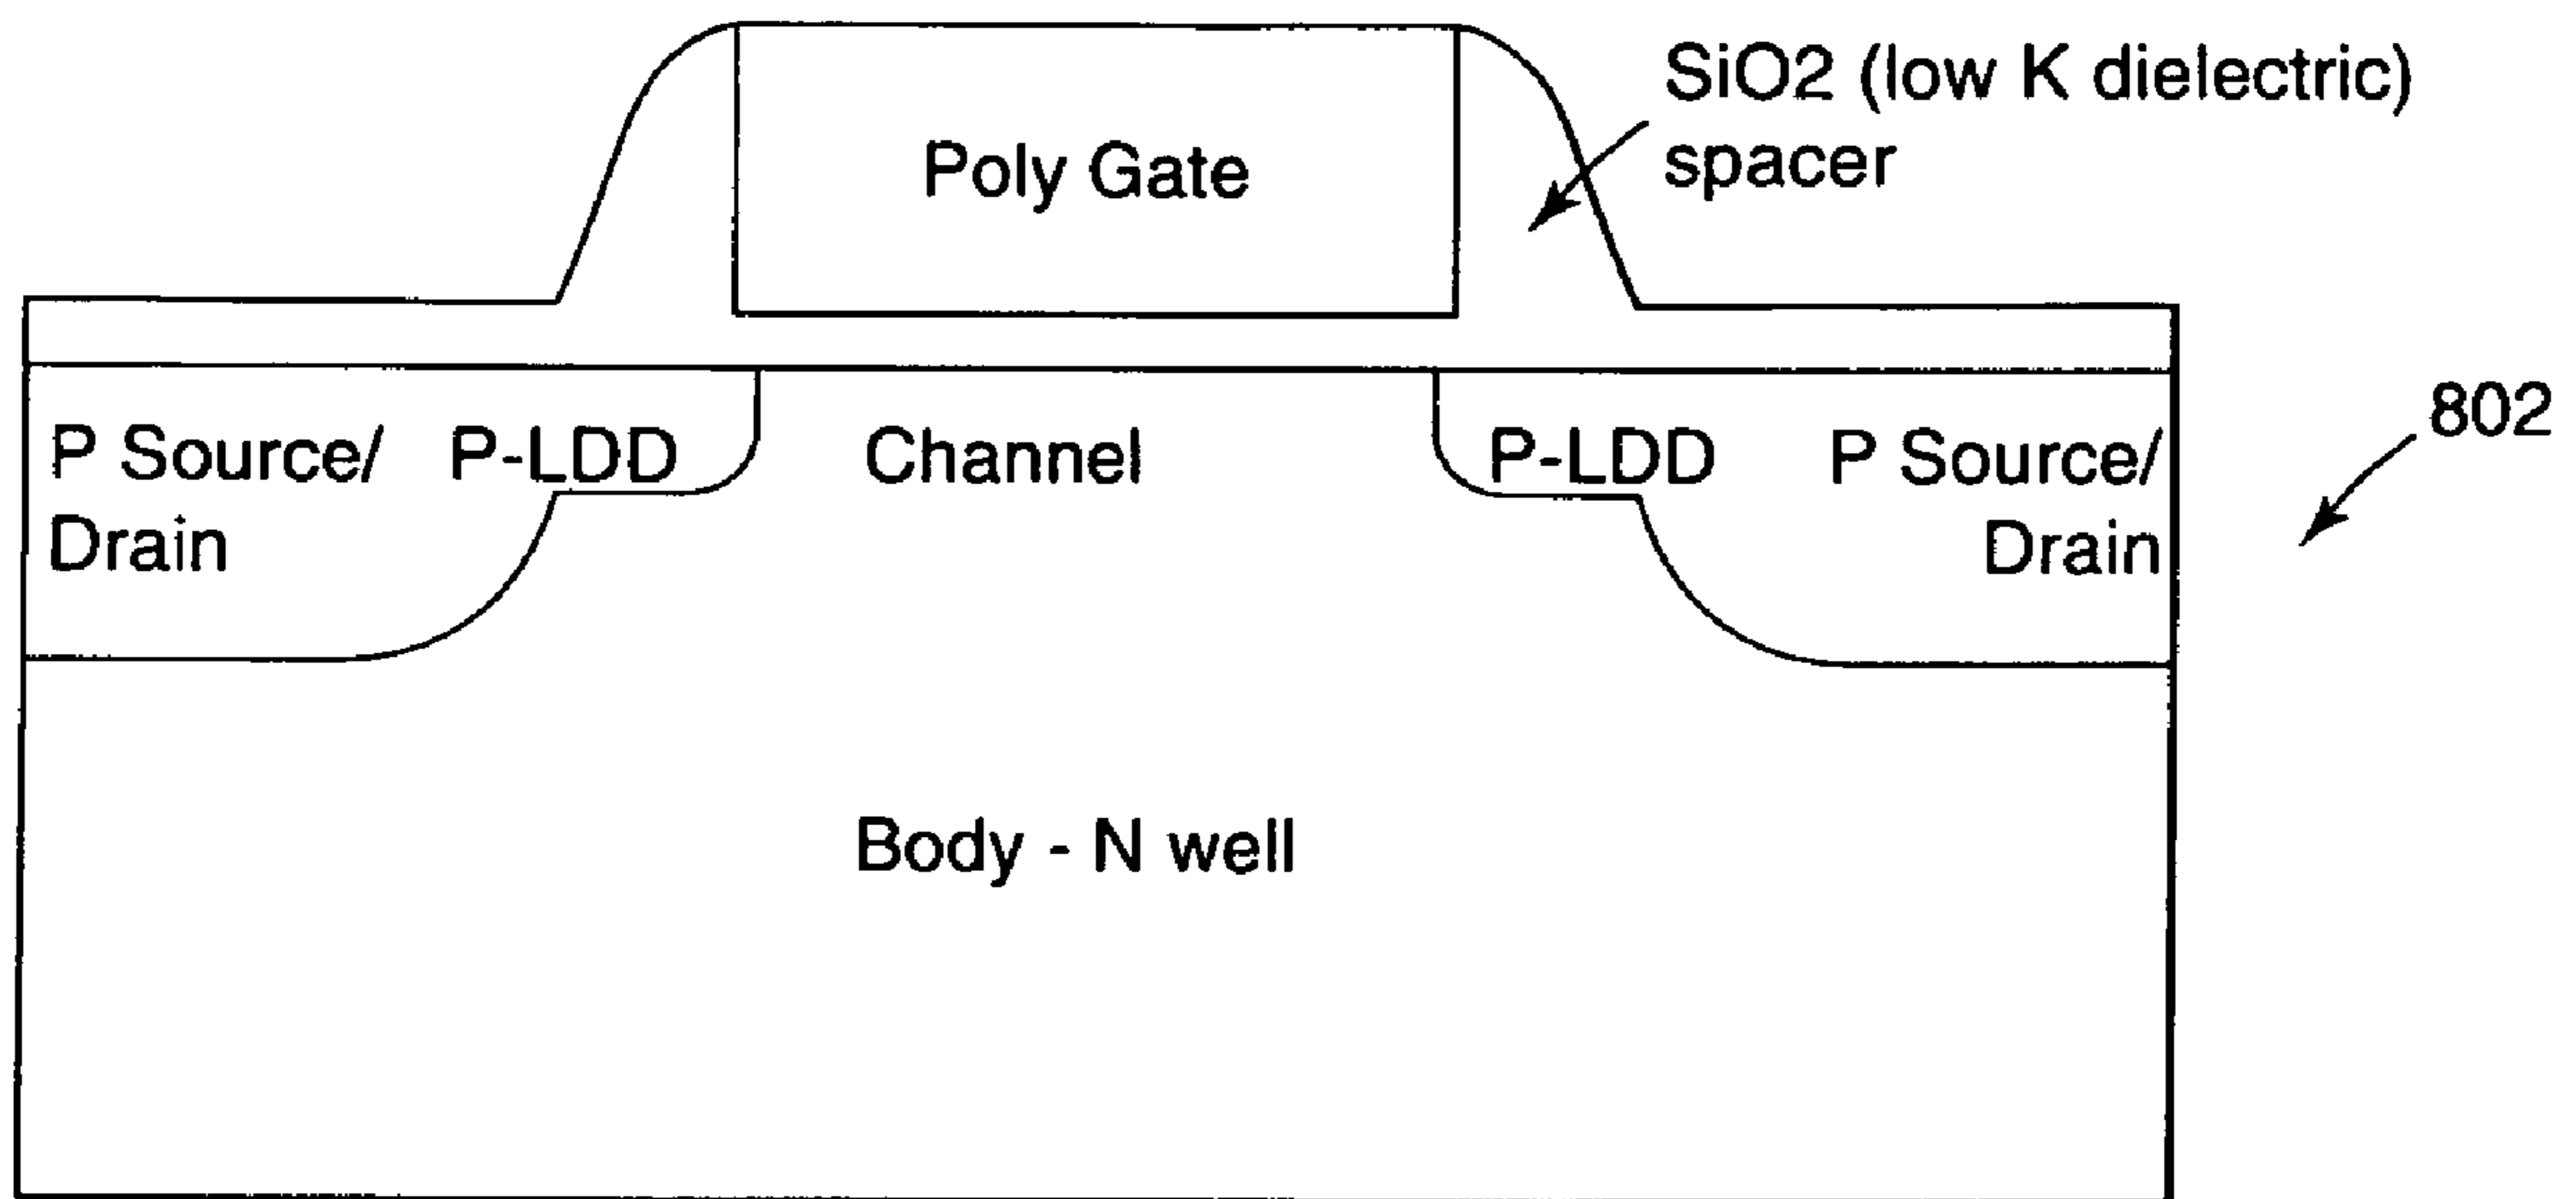 SiO2 (low K dielectric)
spacer
Poly Gate
802
P Source/
Drain
P-LDD
Channel
P-LDD
P Source/
Drain
Body - N well